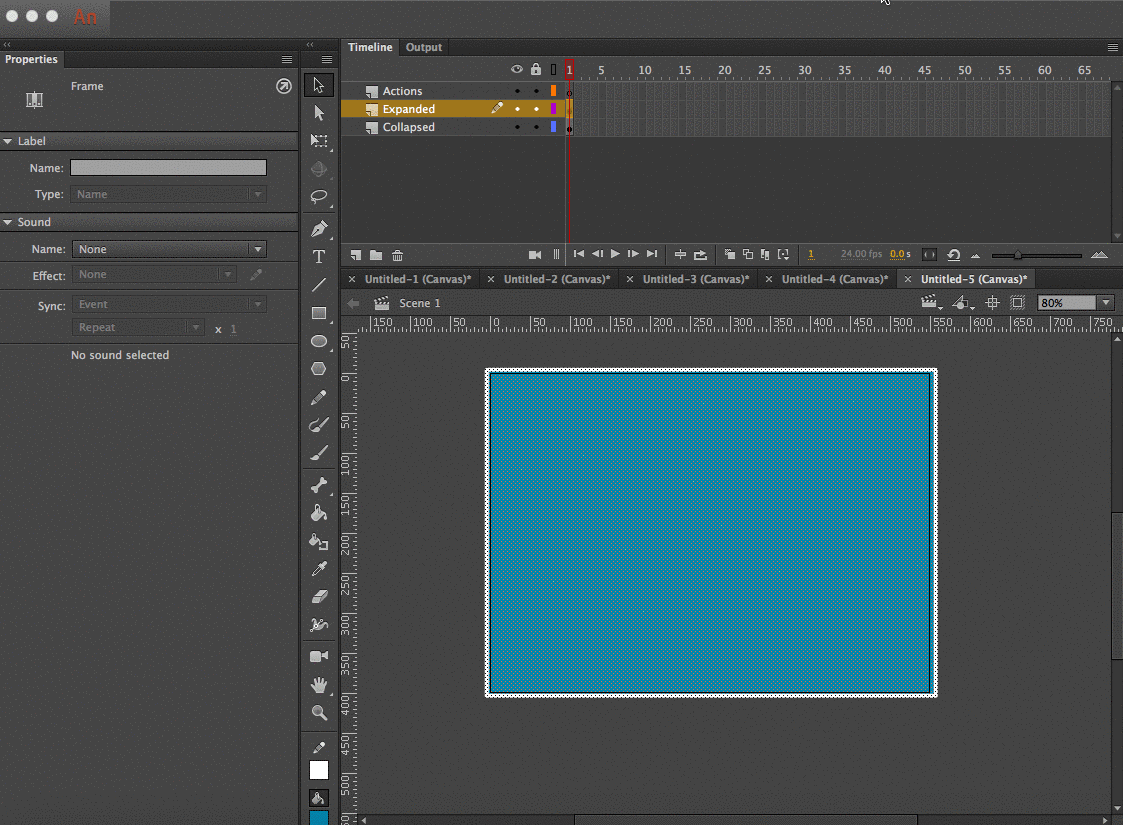 An
Properties
Frame
Label
Name:
Type: Name
Sound
Name: None
Effect: None
Sync: Event
Repeat x 1
No sound selected
Timeline Output
1 5 10 15 20 25 30 35 40 45 50 55 60 65
Actions
Expanded
Collapsed
1 24.00 fps 0.0 s
Untitled-1 (Canvas)* Untitled-2 (Canvas)* Untitled-3 (Canvas)* Untitled-4 (Canvas)* Untitled-5 (Canvas)*
Scene 1 80%
150 100 50 0 50 100 150 200 250 300 350 400 450 500 550 600 650 700 750
50
0
50
100
150
200
250
300
350
400
450
500